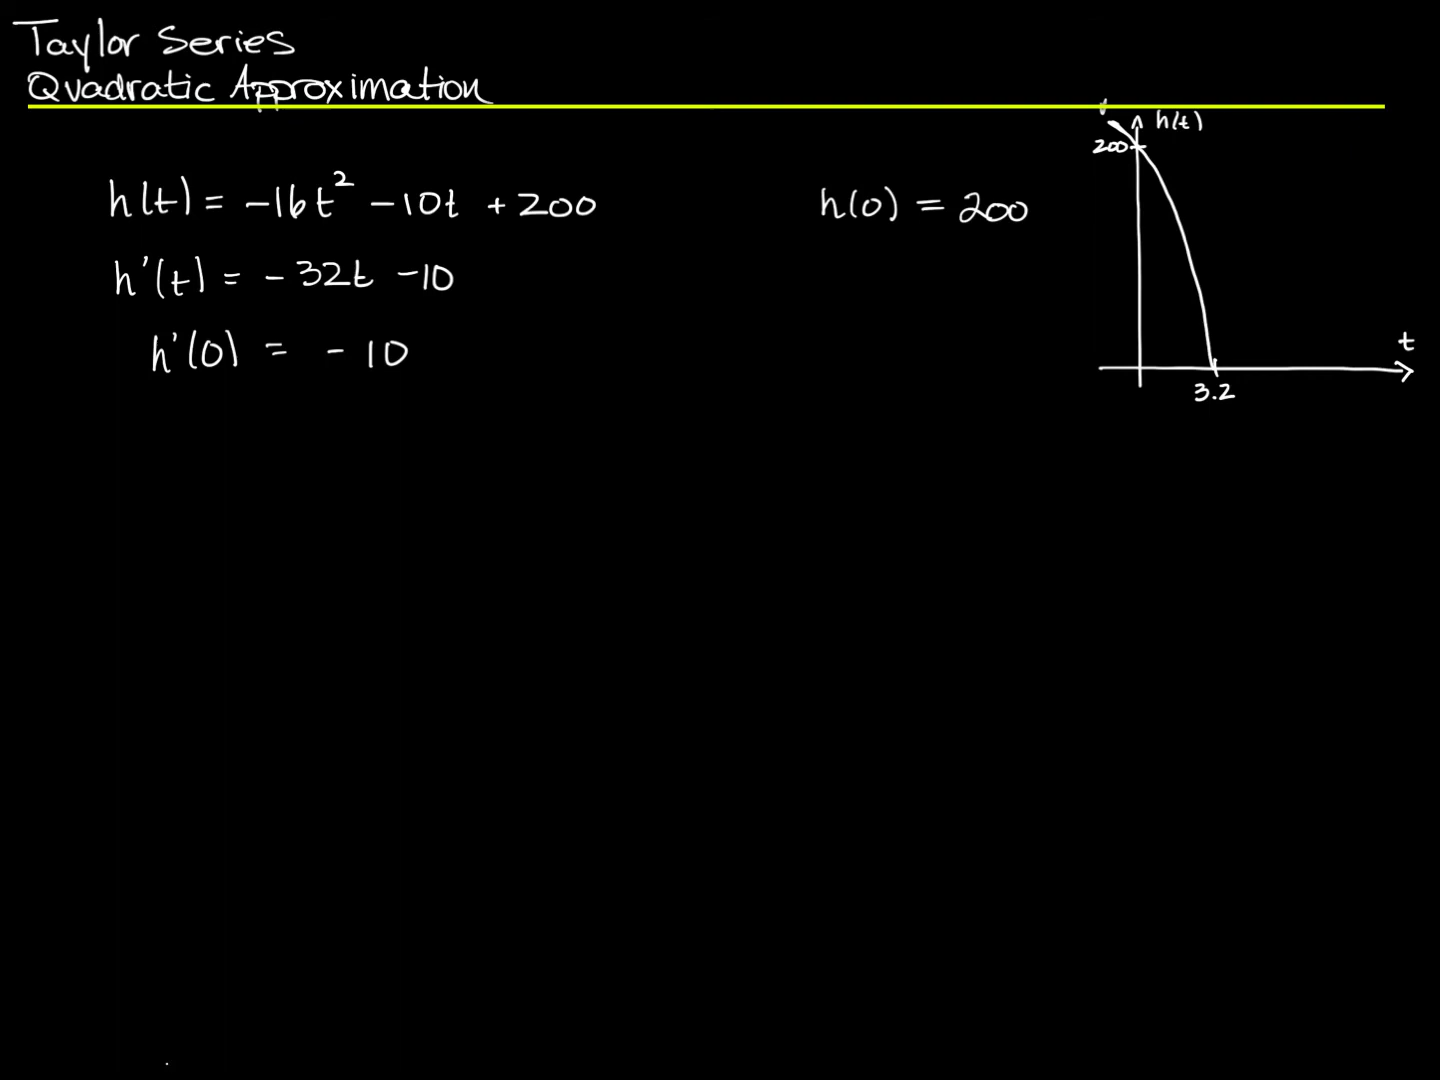 Taylor Series
Quadratic Approximation
h(t) = -16t² - 10t + 200
h'(t) = - 32t - 10
h'(0) = - 10
h(0) = 200
h(t)
200
t
3.2